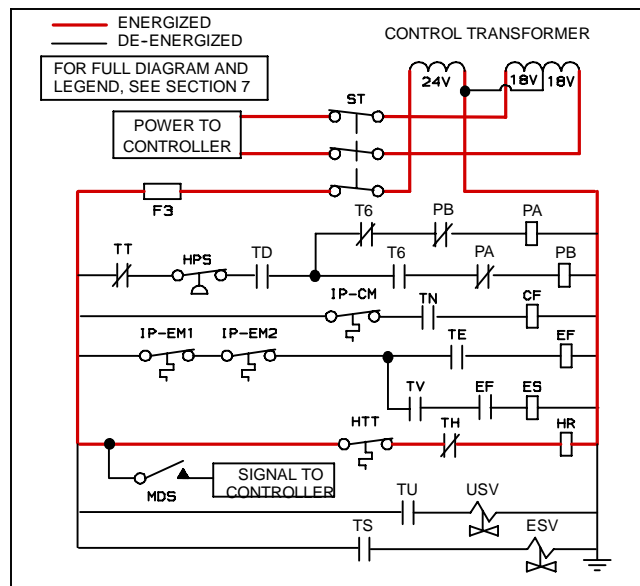 ENERGIZED
DE-ENERGIZED
CONTROL TRANSFORMER
FOR FULL DIAGRAM AND
LEGEND, SEE SECTION 7
24V
18V
18V
ST
POWER TO
CONTROLLER
F3
T6
PB
PA
TT
HPS
TD
T6
PA
PB
IP-CM
TN
CF
IP-EM1
IP-EM2
TE
EF
TV
EF
ES
HTT
TH
HR
MDS
SIGNAL TO
CONTROLLER
TU
USV
TS
ESV